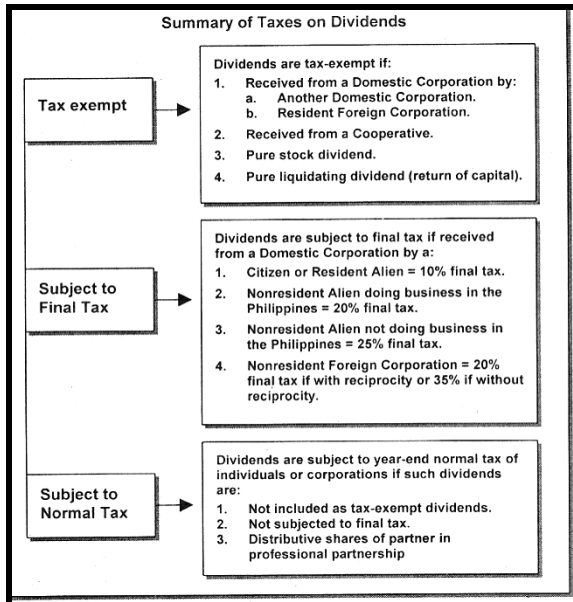 Summary of Taxes on Dividends
Tax exempt
Dividends are tax-exempt if:
1. Received from a Domestic Corporation by:
a. Another Domestic Corporation.
b. Resident Foreign Corporation.
2. Received from a Cooperative.
3. Pure stock dividend.
4. Pure liquidating dividend (return of capital).
Subject to
Final Tax
Dividends are subject to final tax if received
from a Domestic Corporation by a:
1. Citizen or Resident Alien = 10% final tax.
2. Nonresident Alien doing business in the
Philippines = 20% final tax.
3. Nonresident Alien not doing business in
the Philippines = 25% final tax.
4. Nonresident Foreign Corporation = 20%
final tax if with reciprocity or 35% if without
reciprocity.
Subject to
Normal Tax
Dividends are subject to year-end normal tax of
individuals or corporations if such dividends
are:
1. Not included as tax-exempt dividends.
2. Not subjected to final tax.
3. Distributive shares of partner in
professional partnership